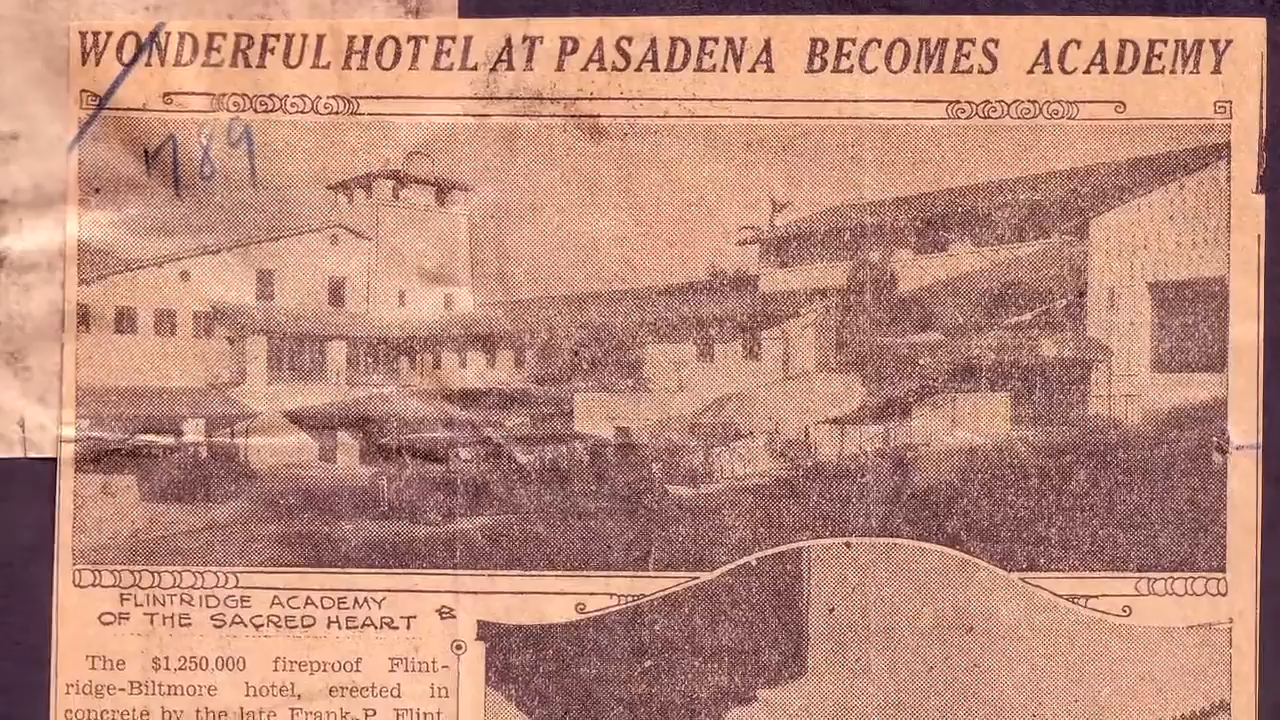 WONDERFUL HOTEL AT PASADENA BECOMES ACADEMY
1789
FLINTRIDGE ACADEMY
OF THE SACRED HEART
The $1,250,000 fireproof Flint-
ridge-Biltmore hotel, erected in
concrete by the late Frank P. Flint